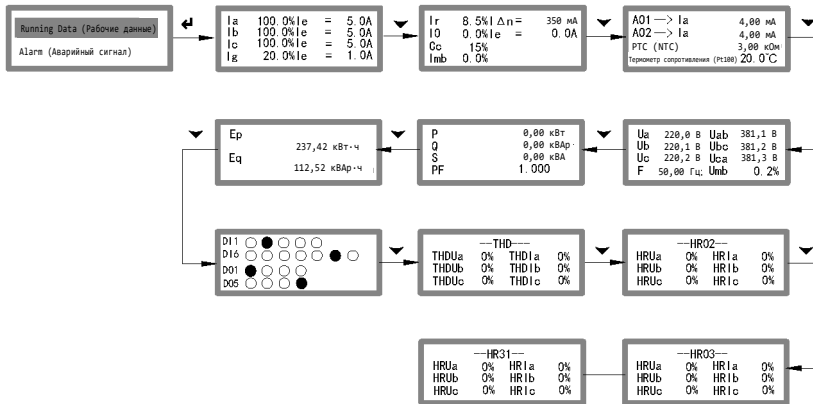 Running Data (Рабочие данные)
Alarm (Аварийный сигнал)
Ia 100.0%Ie = 5.0A
Ib 100.0%Ie = 5.0A
Ic 100.0%Ie = 5.0A
Ig 20.0%Ie = 1.0A
Ir 8.5%I∆n= 350 мА
I0 0.0%Ie= 0.0A
Cc 15%
Imb 0.0%
A01—>Ia 4,00 мА
A02—>Ia 4,00 мА
PTC (NTC) 3,00 кОм
Термометр сопротивления (Pt100) 20.0℃
Ep
237,42 кВт·ч
Eq
112,52 кВАр·ч
P 0,00 кВт
Q 0,00 кВАр·
S 0,00 кВА
PF 1.000
Ua 220,0 В Uab 381,1 В
Ub 220,1 В Ubc 381,2 В
Uc 220,2 В Uca 381,3 В
F 50,00 Гц; Umb 0.2%
DI1
DI6
D01
D05
--THD---
THDUa 0% THDIa 0%
THDUb 0% THDIb 0%
THDUc 0% THDIc 0%
--HR02--
HRUa 0% HRIa 0%
HRUb 0% HRIb 0%
HRUc 0% HRIc 0%
--HR31--
HRUa 0% HRIa 0%
HRUb 0% HRIb 0%
HRUc 0% HRIc 0%
--HR03--
HRUa 0% HRIa 0%
HRUb 0% HRIb 0%
HRUc 0% HRIc 0%